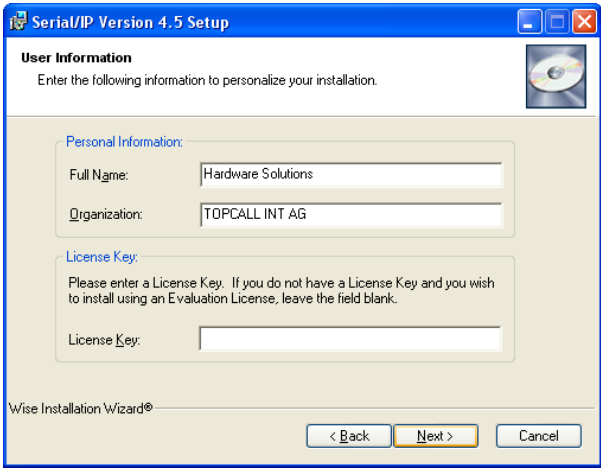 Serial/IP Version 4.5 Setup
User Information
Enter the following information to personalize your installation.
Personal Information:
Full Name:
Hardware Solutions
Organization:
TOPCALL INT AG
License Key:
Please enter a License Key.  If you do not have a License Key and you wish
to install using an Evaluation License, leave the field blank.
License Key:
Wise Installation Wizard®
< Back
Next >
Cancel